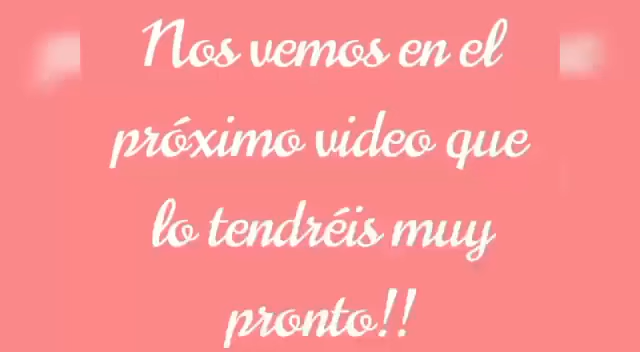 Nos vemos en el
próximo video que
lo tendréis muy
pronto!!